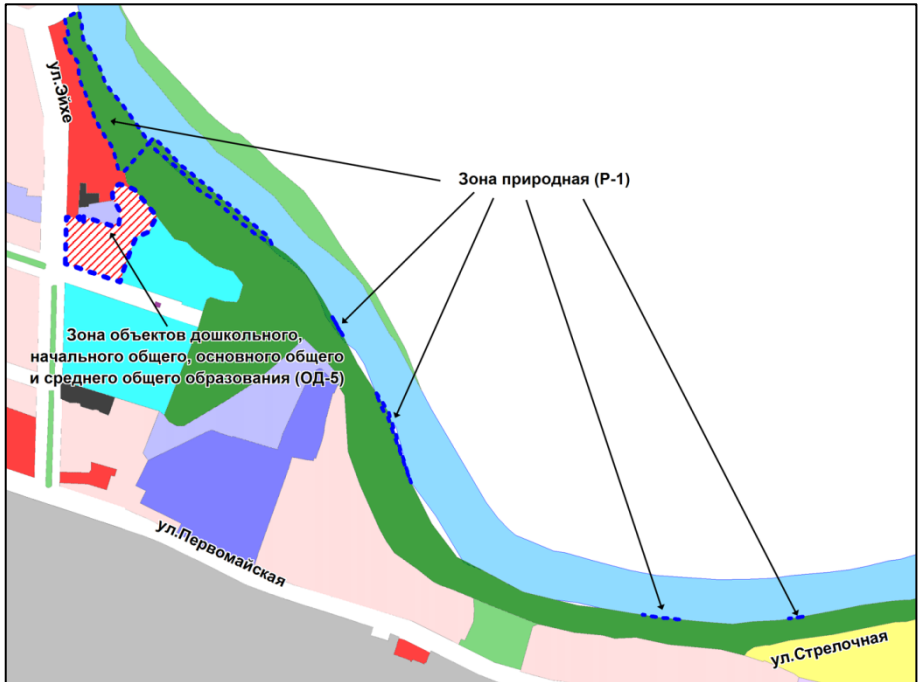 ул.Эйхе
Зона природная (Р-1)
Зона объектов дошкольного,
начального общего, основного общего
и среднего общего образования (ОД-5)
ул.Первомайская
ул.Стрелочная